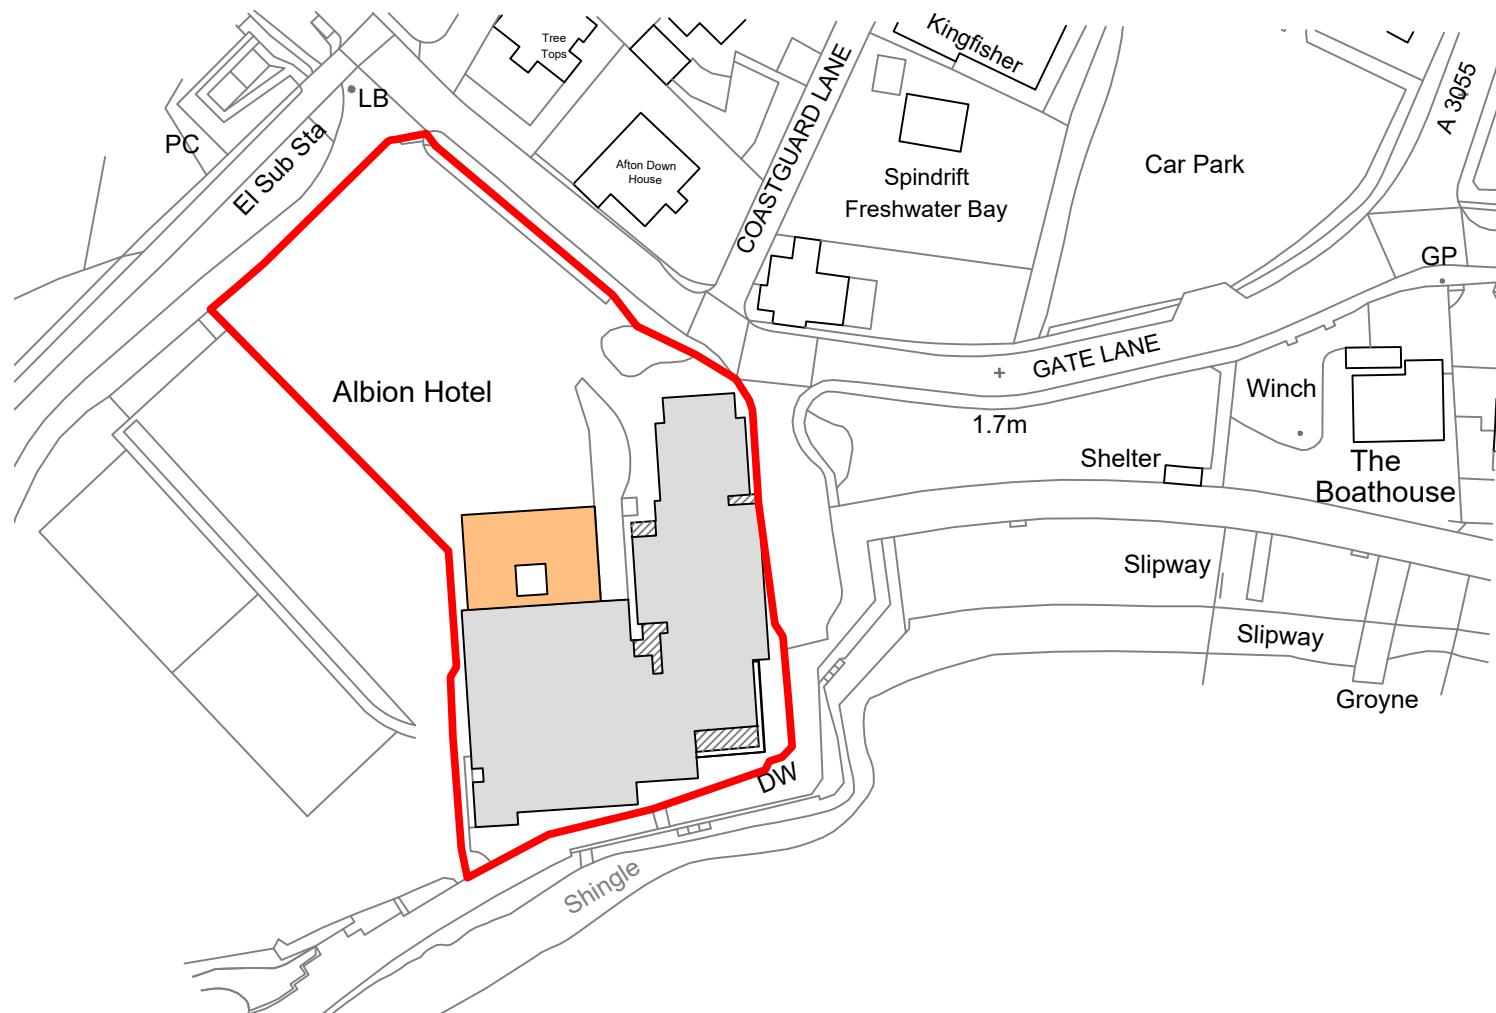 Kingfisher
Tree
Tops
LB
COASTGUARD LANE
A 3055
PC
El Sub Sta
Afton Down
House
Car Park
Spindrift
Freshwater Bay
GP
GATE LANE
Albion Hotel
Winch
1.7m
Shelter
The
Boathouse
Slipway
Slipway
Groyne
DW
Shingle